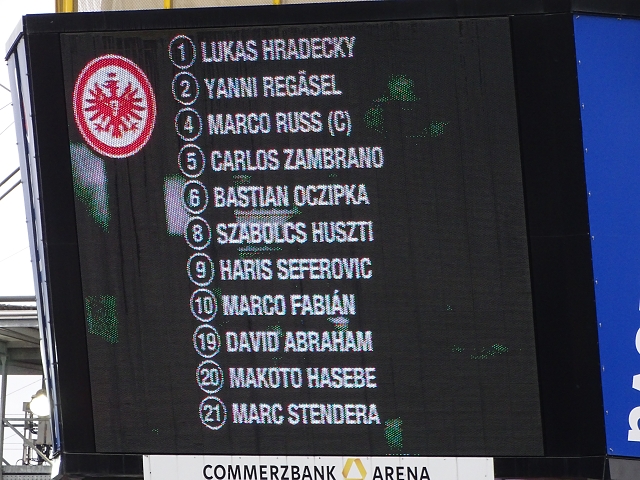 1 LUKAS HRADECKY
2 YANNI REGÄSEL
4 MARCO RUSS (C)
5 CARLOS ZAMBRANO
6 BASTIAN OCZIPKA
8 SZABOLCS HUSZTI
9 HARIS SEFEROVIC
10 MARCO FABIÁN
19 DAVID ABRAHAM
20 MAKOTO HASEBE
21 MARC STENDERA
COMMERZBANK ARENA